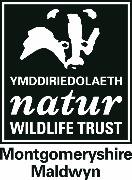 YMDDIRIEDOLAETH
natur
WILDLIFE TRUST
Montgomeryshire
Maldwyn